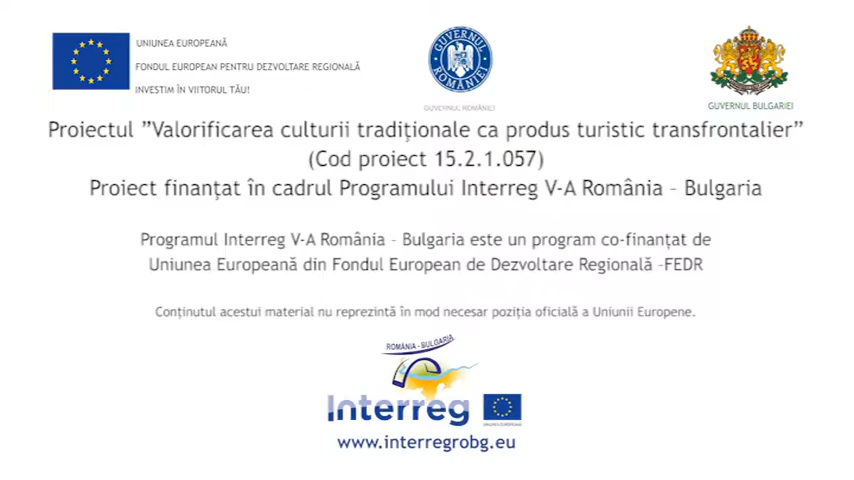 UNIUNEA EUROPEANĂ
FONDUL EUROPEAN PENTRU DEZVOLTARE REGIONALĂ
INVESTIM ÎN VIITORUL TĂU!
GUVERNUL ROMÂNIEI
GUVERNUL ROMÂNIEI
GUVERNUL BULGARIEI
Proiectul ”Valorificarea culturii tradiționale ca produs turistic transfrontalier”
(Cod proiect 15.2.1.057)
Proiect finanțat în cadrul Programului Interreg V-A România – Bulgaria
Programul Interreg V-A România – Bulgaria este un program co-finanțat de
Uniunea Europeană din Fondul European de Dezvoltare Regională –FEDR
Conținutul acestui material nu reprezintă în mod necesar poziția oficială a Uniunii Europene.
ROMÂNIA - BULGARIA
Interreg
UNIUNEA EUROPEANĂ
www.interregrobg.eu